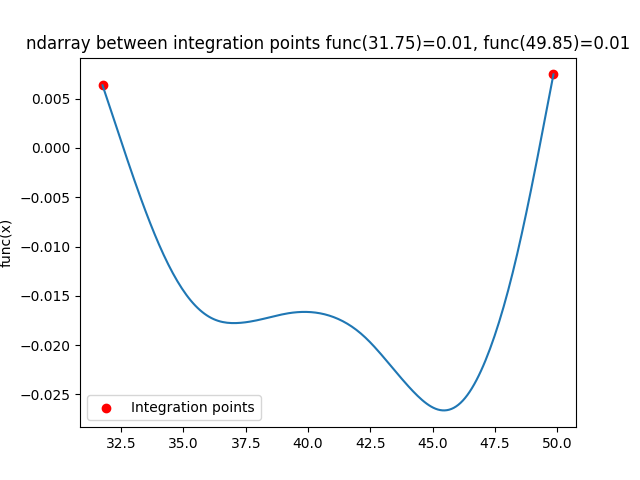 ndarray between integration points func(31.75)=0.01, func(49.85)=0.01
0.005
0.000
−0.005
−0.010
−0.015
−0.020
−0.025
func(x)
Integration points
32.5 35.0 37.5 40.0 42.5 45.0 47.5 50.0